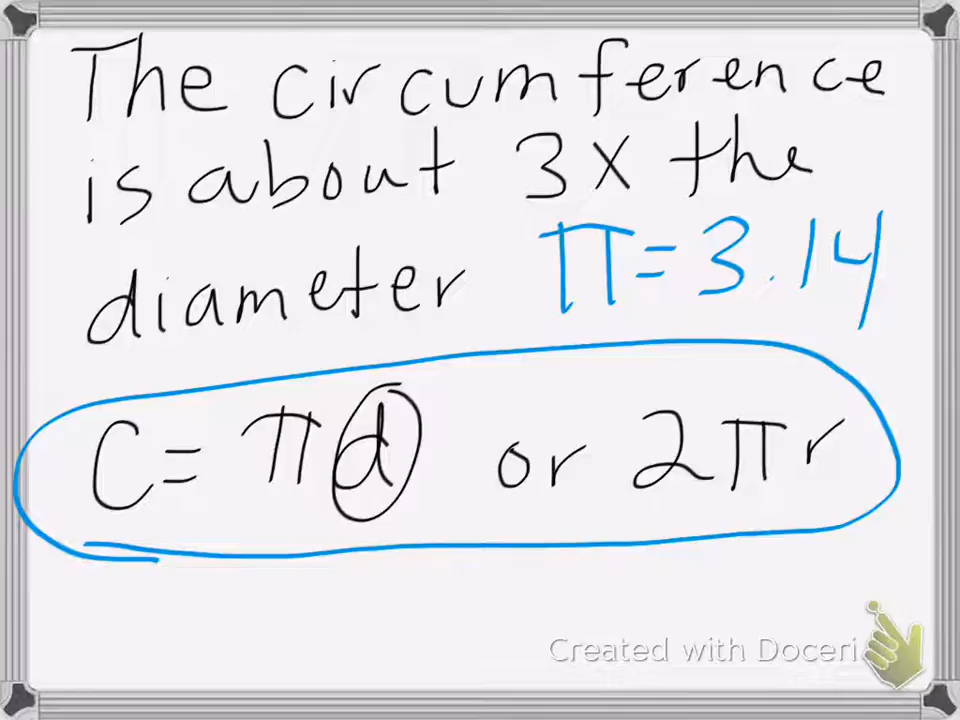 The circumference
is about 3x the
diameter π = 3.14
C = πd or 2πr
Created with Doceri